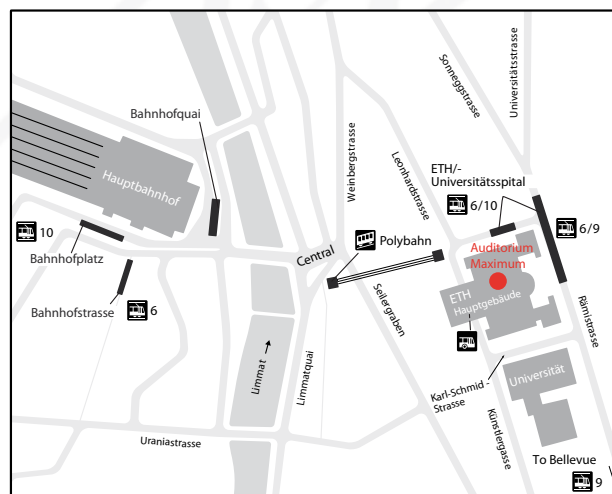 Sonneggstrasse
Universitätsstrasse
Bahnhofquai
Weinbergstrasse
Leonhardstrasse
ETH/-
Universitätsspital
6/10
6/9
Hauptbahnhof
10
Bahnhofplatz
Bahnhofstrasse
6
Central
Polybahn
Auditorium
Maximum
ETH
Hauptgebäude
Rämistrasse
Seilergraben
Limmat
Limmatquai
Karl-Schmid -
Strasse
Universität
Künstlergasse
Uraniastrasse
To Bellevue
9